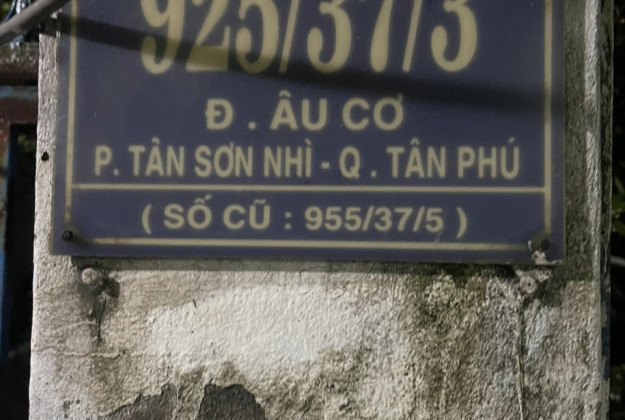 925/37/3
Đ . ÂU CƠ
P. TÂN SƠN NHÌ - Q . TÂN PHÚ
( SỐ CŨ : 955/37/5 )